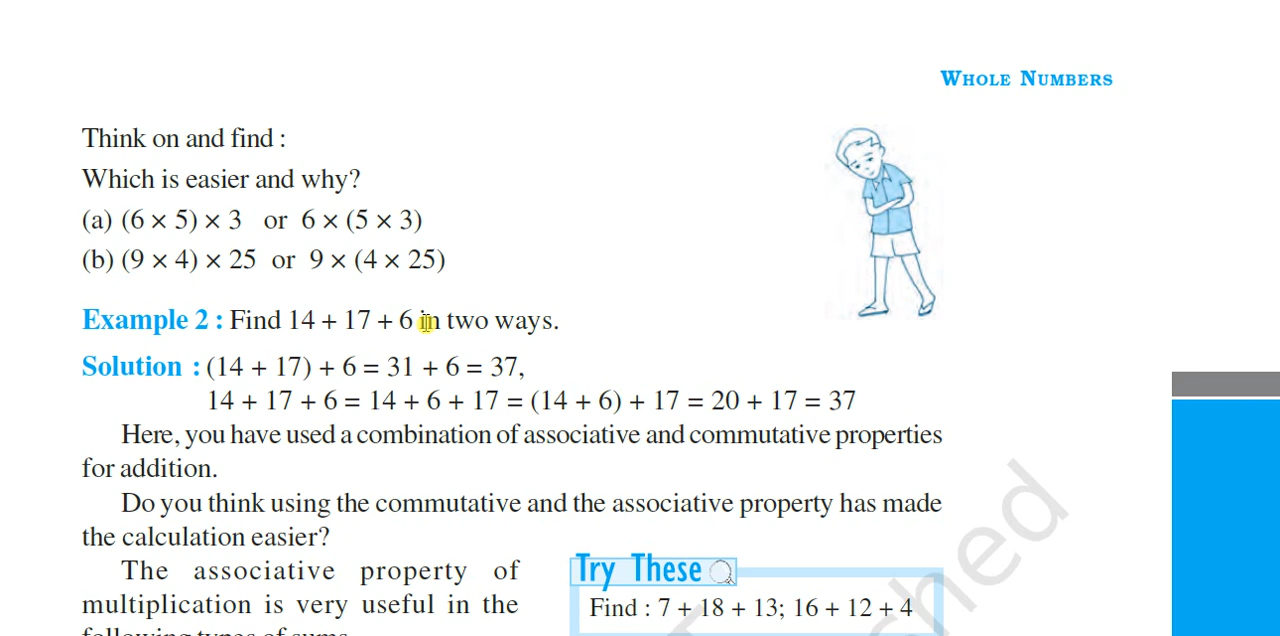 WHOLE NUMBERS
Think on and find :
Which is easier and why?
(a) (6 × 5) × 3 or 6 × (5 × 3)
(b) (9 × 4) × 25 or 9 × (4 × 25)
Example 2 : Find 14 + 17 + 6 in two ways.
Solution : (14 + 17) + 6 = 31 + 6 = 37,
14 + 17 + 6 = 14 + 6 + 17 = (14 + 6) + 17 = 20 + 17 = 37
Here, you have used a combination of associative and commutative properties
for addition.
Do you think using the commutative and the associative property has made
the calculation easier?
The associative property of
multiplication is very useful in the
following types of sums
Try These
Find : 7 + 18 + 13; 16 + 12 + 4